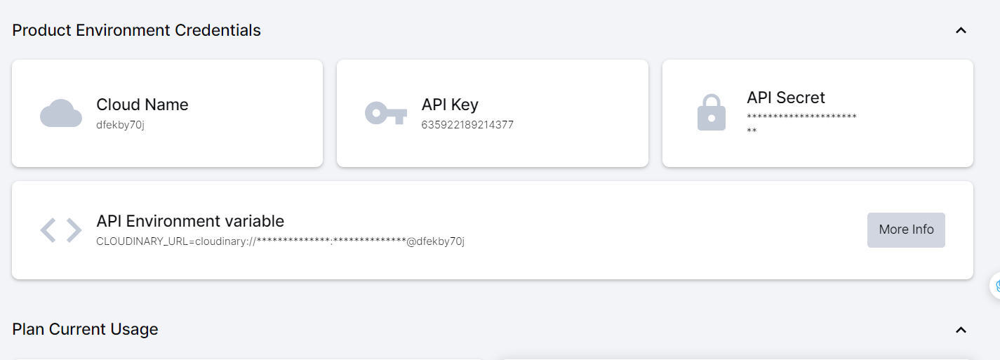 Product Environment Credentials
Cloud Name
dfekby70j
API Key
635922189214377
API Secret
*********************
**
API Environment variable
CLOUDINARY_URL=cloudinary://**************:**************@dfekby70j
More Info
Plan Current Usage